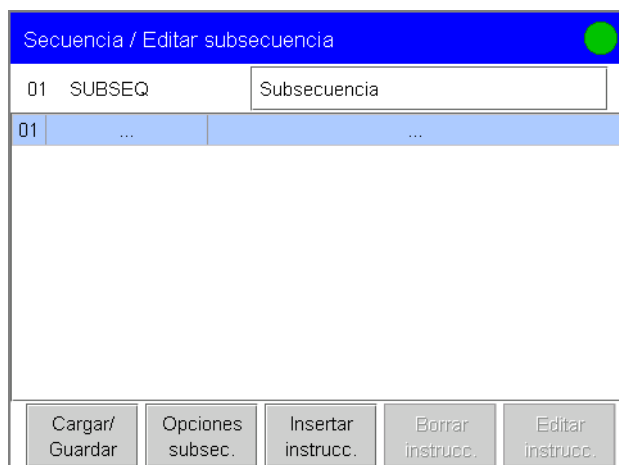 Secuencia / Editar subsecuencia
01 SUBSEQ Subsecuencia
01 ... ...
Cargar/ Opciones Insertar Borrar Editar
Guardar subsec. instrucc. instrucc. instrucc.